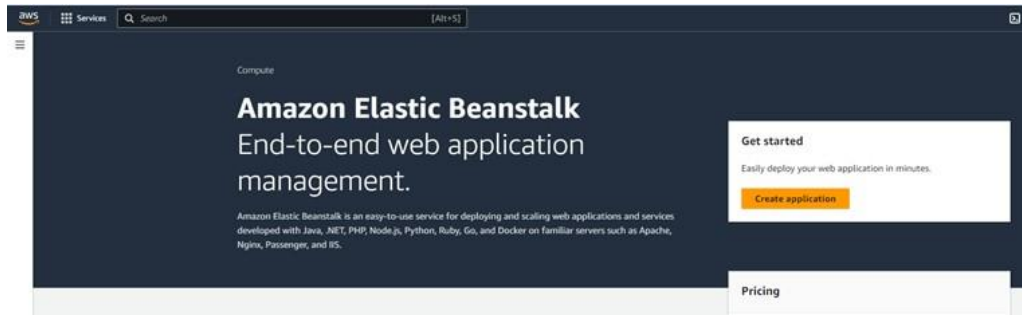 aws
Services
Search
[Alt+S]
Compute
Amazon Elastic Beanstalk
End-to-end web application
management.
Amazon Elastic Beanstalk is an easy-to-use service for deploying and scaling web applications and services
developed with Java, .NET, PHP, Node.js, Python, Ruby, Go, and Docker on familiar servers such as Apache,
Nginx, Passenger, and IIS.
Get started
Easily deploy your web application in minutes.
Create application
Pricing